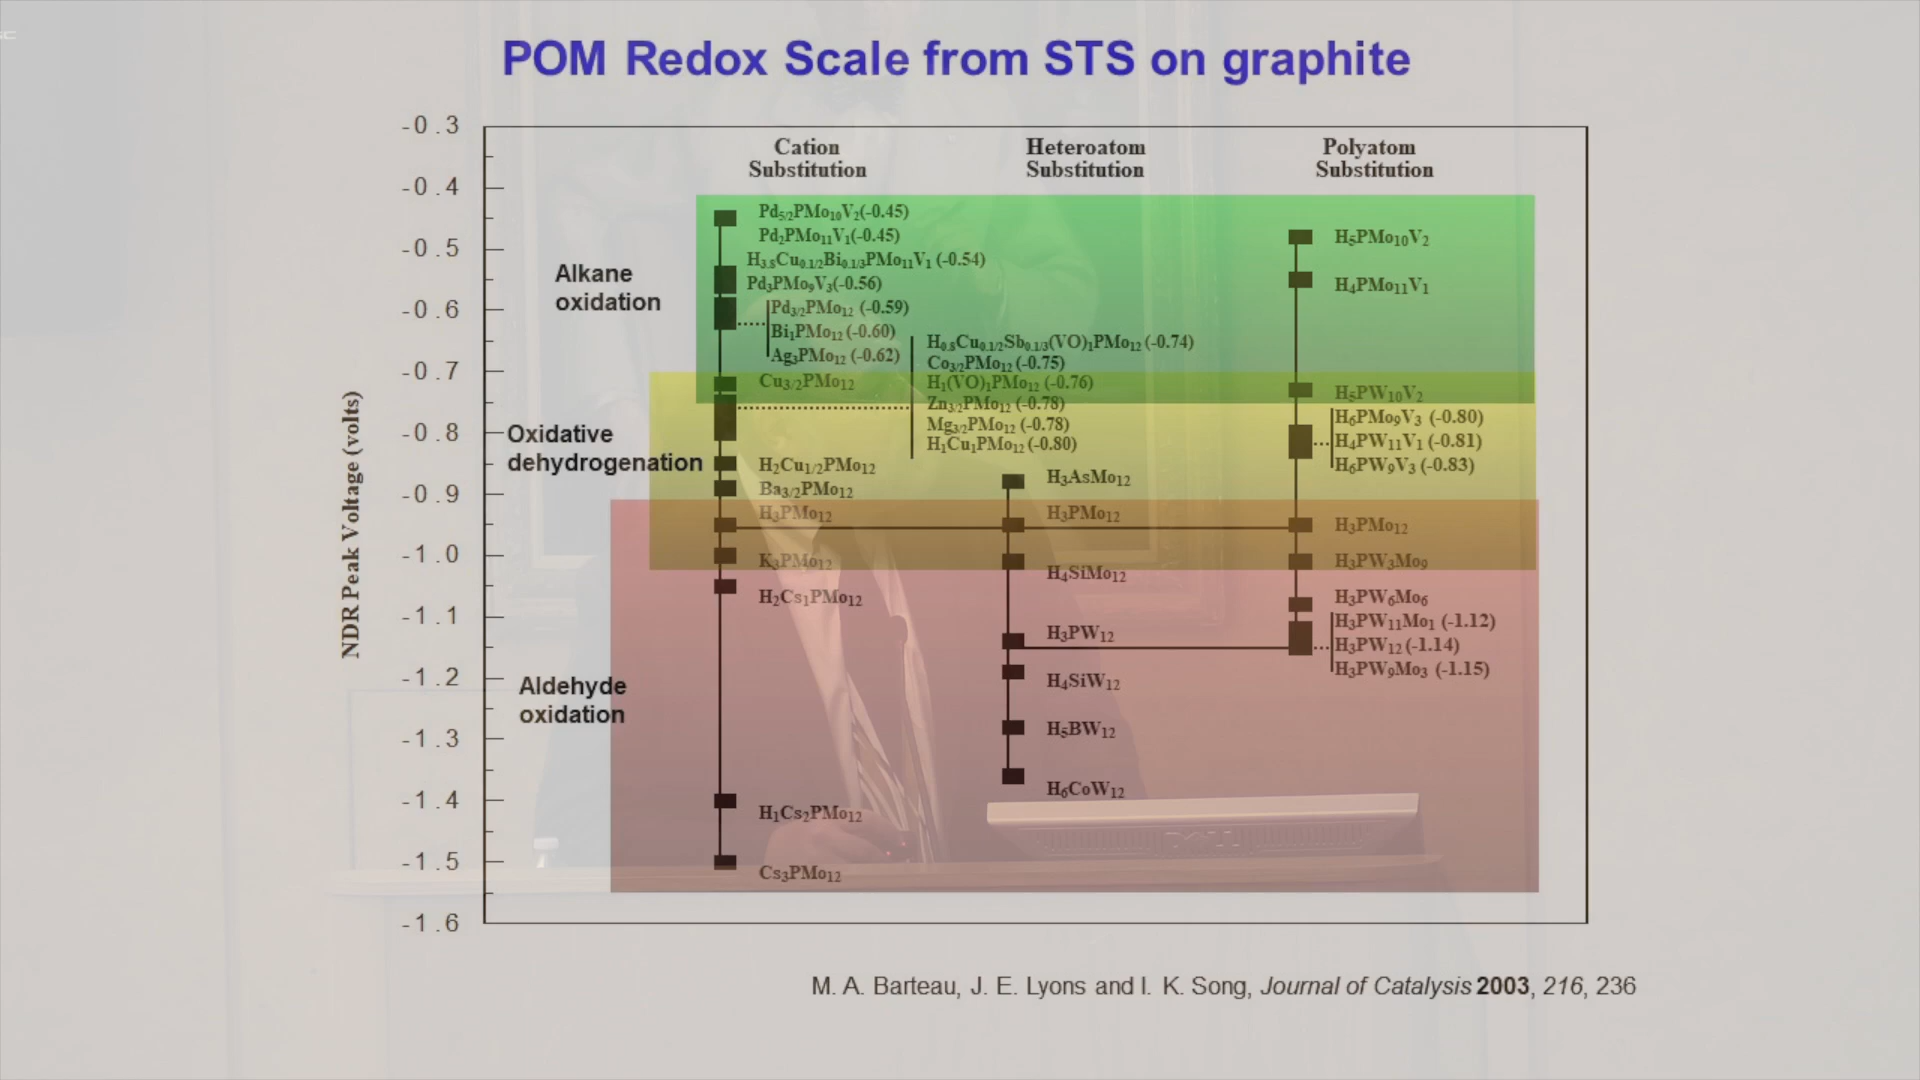 POM Redox Scale from STS on graphite
-0.3
-0.4
-0.5
-0.6
-0.7
-0.8
-0.9
-1.0
-1.1
-1.2
-1.3
-1.4
-1.5
-1.6
NDR Peak Voltage (volts)
Alkane
oxidation
Oxidative
dehydrogenation
Aldehyde
oxidation
Cation
Substitution
Pd₅/₂PMo₁₀V₂(-0.45)
Pd₂PMo₁₁V₁(-0.45)
H₃.₈Cu₀.₁/₂Bi₀.₁/₃PMo₁₁V₁ (-0.54)
Pd₃PMo₉V₃(-0.56)
Pd₃/₂PMo₁₂ (-0.59)
Bi₁PMo₁₂ (-0.60)
Ag₃PMo₁₂ (-0.62)
Cu₃/₂PMo₁₂
H₀.₈Cu₀.₁/₂Sb₀.₁/₃(VO)₁PMo₁₂ (-0.74)
Co₃/₂PMo₁₂ (-0.75)
H₁(VO)₁PMo₁₂ (-0.76)
Zn₃/₂PMo₁₂ (-0.78)
Mg₃/₂PMo₁₂ (-0.78)
H₁Cu₁PMo₁₂ (-0.80)
H₂Cu₁/₂PMo₁₂
Ba₃/₂PMo₁₂
H₃PMo₁₂
K₃PMo₁₂
H₂Cs₁PMo₁₂
H₁Cs₂PMo₁₂
Cs₃PMo₁₂
Heteroatom
Substitution
H₃AsMo₁₂
H₃PMo₁₂
H₄SiMo₁₂
H₃PW₁₂
H₄SiW₁₂
H₅BW₁₂
H₆CoW₁₂
Polyatom
Substitution
H₅PMo₁₀V₂
H₄PMo₁₁V₁
H₅PW₁₀V₂
H₆PMo₉V₃ (-0.80)
H₄PW₁₁V₁ (-0.81)
H₆PW₉V₃ (-0.83)
H₃PMo₁₂
H₃PW₃Mo₉
H₃PW₆Mo₆
H₃PW₁₁Mo₁ (-1.12)
H₃PW₁₂ (-1.14)
H₃PW₉Mo₃ (-1.15)
M. A. Barteau, J. E. Lyons and I. K. Song, Journal of Catalysis 2003, 216, 236